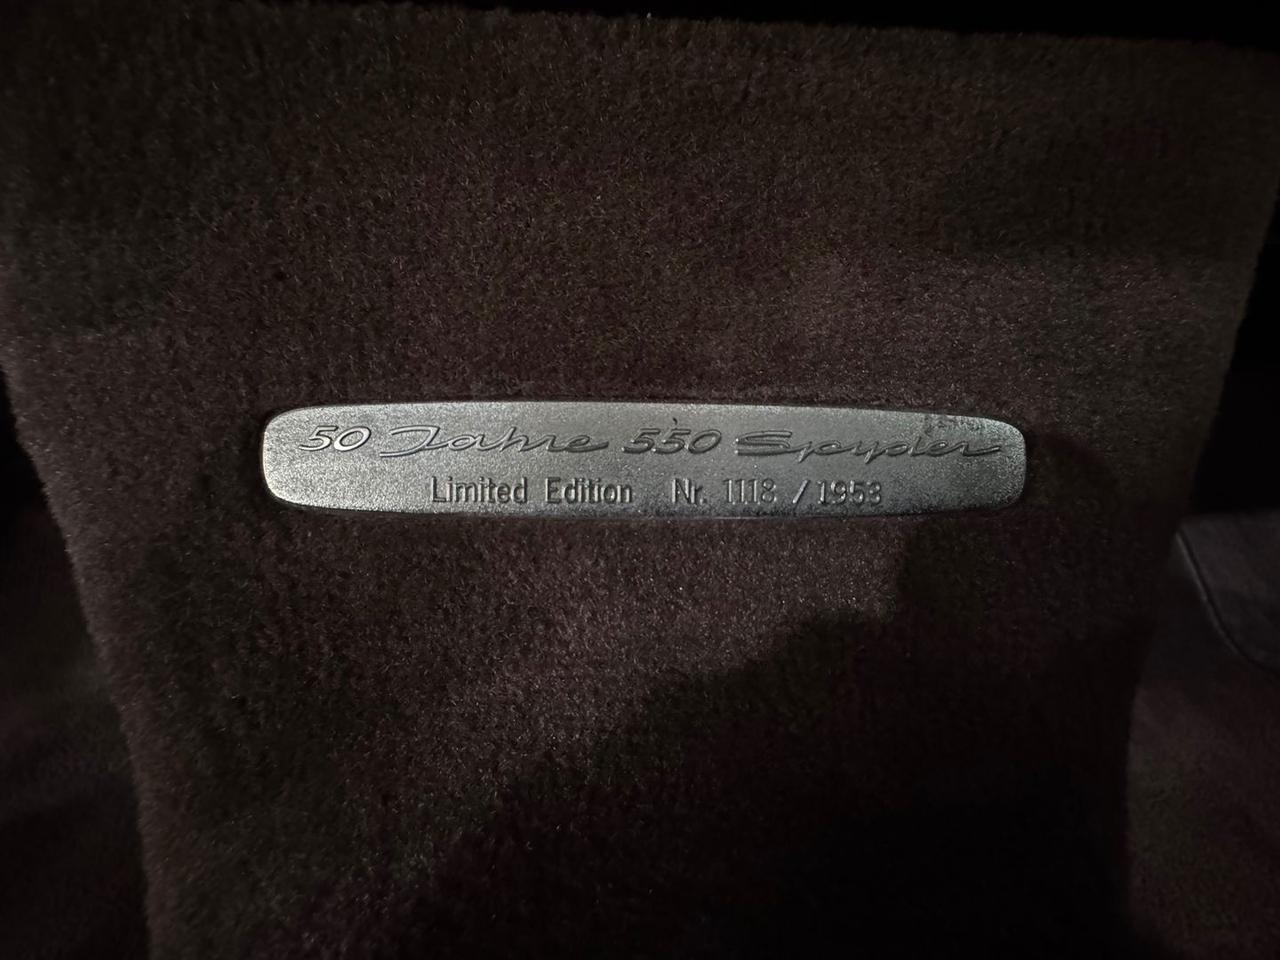 50 Jahre 550 Spyder
Limited Edition Nr. 1118 / 1953